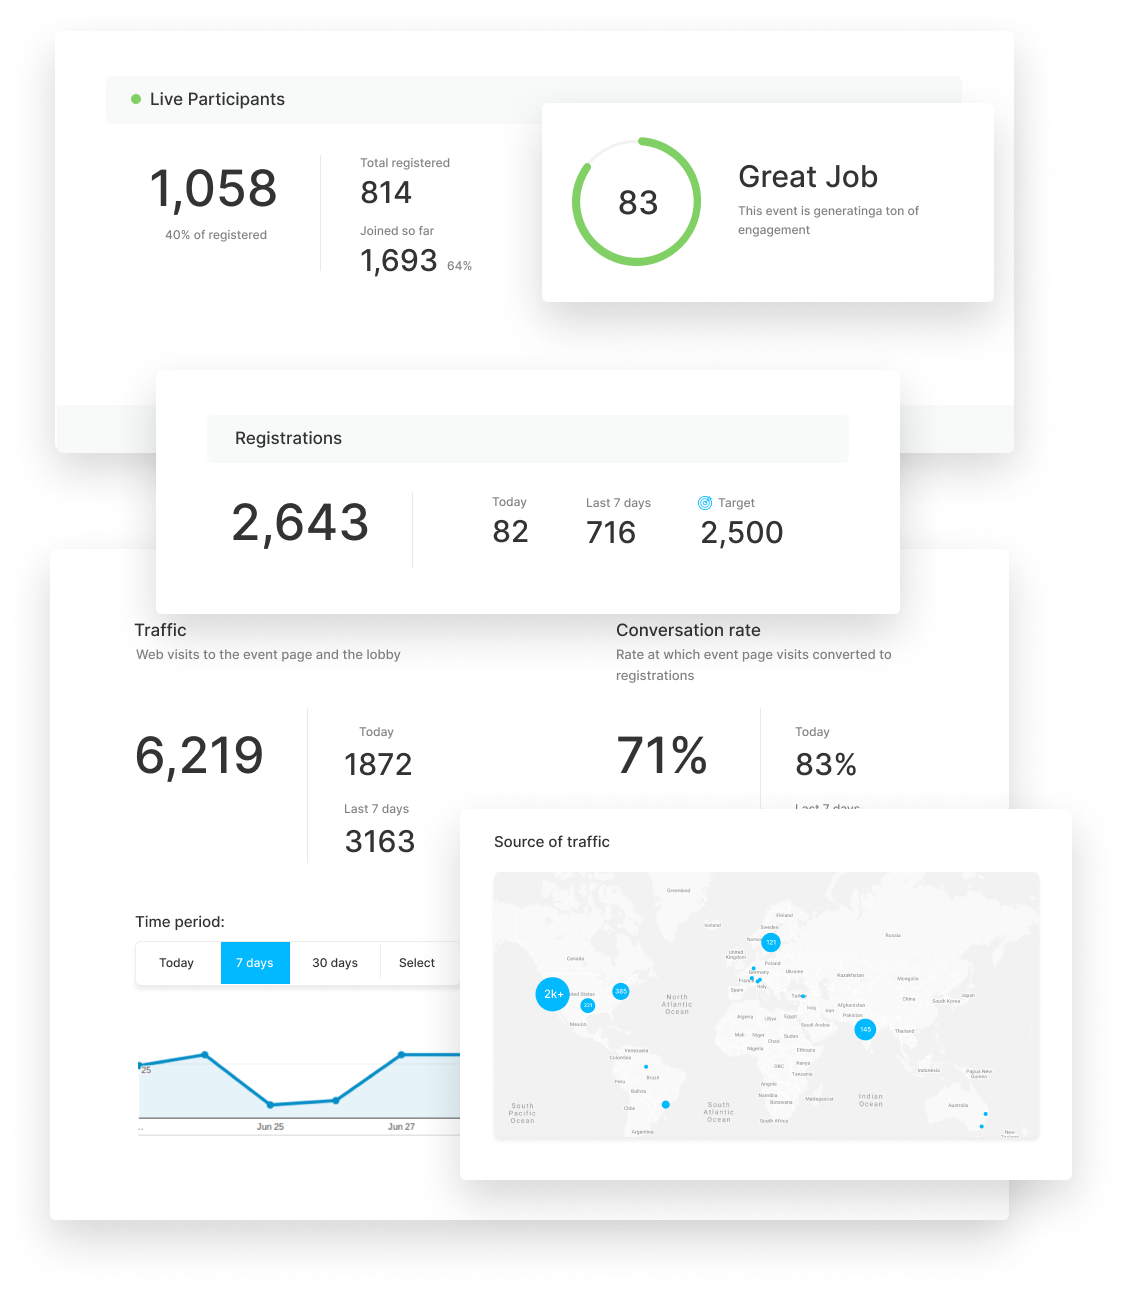 Live Participants
1,058
40% of registered
Total registered
814
Joined so far
1,693 64%
83
Great Job
This event is generatinga ton of
engagement
Registrations
2,643
Today
82
Last 7 days
716
Target
2,500
Traffic
Web visits to the event page and the lobby
6,219
Today
1872
Last 7 days
3163
Conversation rate
Rate at which event page visits converted to
registrations
71%
Today
83%
Last 7 days
Time period:
Today
7 days
30 days
Select
25
..
Jun 25
Jun 27
Source of traffic
Greenland
Iceland
Finland
Sweden
121
Russia
United
Kingdom
Poland
Germany
Ukraine
France
Italy
Spain
Kazakhstan
Mongolia
Canada
2k+
385
321
Mexico
North
Atlantic
Ocean
Iraq
Iran
Afghanistan
Pakistan
China
South Korea
Japan
145
Thailand
Algeria
Libya
Egypt
Saudi Arabia
Mali
Niger
Chad
Sudan
Nigeria
Ethiopia
Venezuela
Colombia
DRC
Kenya
Tanzania
Indonesia
Papua New
Guinea
Peru
Brazil
Bolivia
Angola
Namibia
Botswana
Madagascar
Chile
South
Pacific
Ocean
South
Atlantic
Ocean
Indian
Ocean
Australia
South Africa
Argentina
New